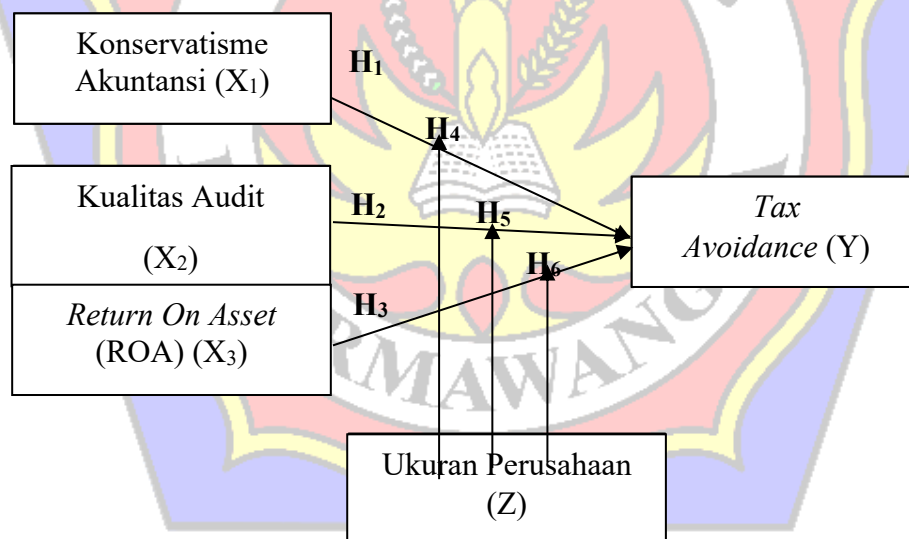 Konservatisme
Akuntansi (X₁)
H₁
H₄
Kualitas Audit
(X₂)
H₂
H₅
Tax
Avoidance (Y)
H₆
Return On Asset
(ROA) (X₃)
H₃
RMAWANG
Ukuran Perusahaan
(Z)